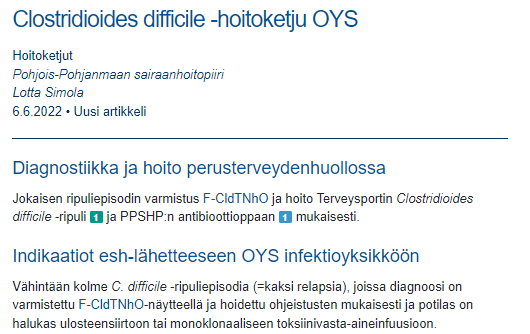 Clostridioides difficile -hoitoketju OYS
Hoitoketjut
Pohjois-Pohjanmaan sairaanhoitopiiri
Lotta Simola
6.6.2022 • Uusi artikkeli
Diagnostiikka ja hoito perusterveydenhuollossa
Jokaisen ripuliepisodin varmistus F-CldTNhO ja hoito Terveysportin Clostridioides
difficile -ripuli 1 ja PPSHP:n antibioottioppaan 1 mukaisesti.
Indikaatiot esh-lähetteeseen OYS infektioyksikköön
Vähintään kolme C. difficile -ripuliepisodia (=kaksi relapsia), joissa diagnoosi on
varmistettu F-CldTNhO-näytteellä ja hoidettu ohjeistusten mukaisesti ja potilas on
halukas ulosteensiirtoon tai monoklonaaliseen toksiinivasta-aineinfuusioon.